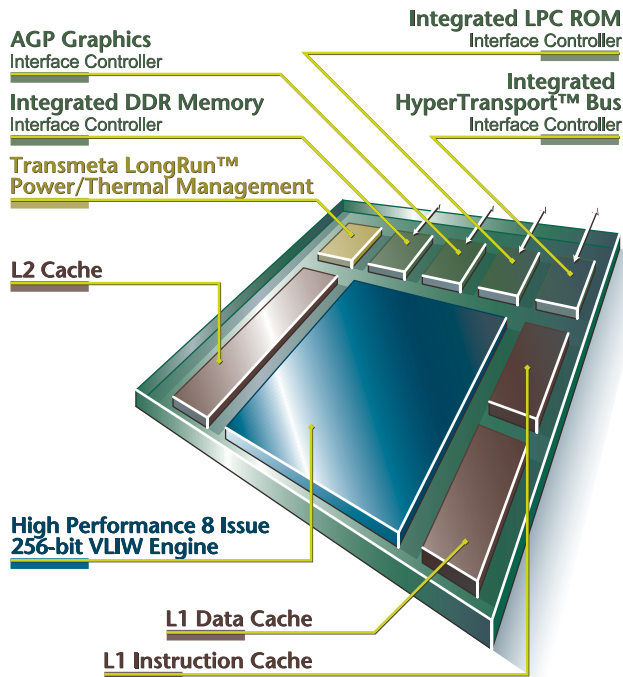 AGP Graphics
Interface Controller
Integrated DDR Memory
Interface Controller
Transmeta LongRun™
Power/Thermal Management
L2 Cache
Integrated LPC ROM
Interface Controller
Integrated
HyperTransport™ Bus
Interface Controller
High Performance 8 Issue
256-bit VLIW Engine
L1 Data Cache
L1 Instruction Cache